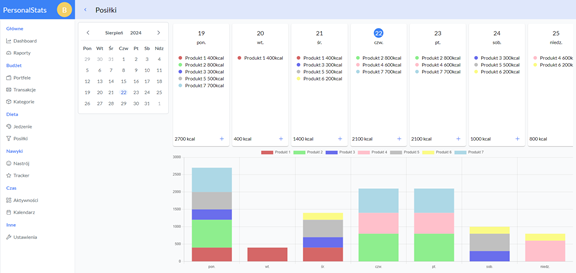 PersonalStats
B
Posiłki
Główne
Dashboard
Raporty
Budżet
Portfele
Transakcje
Kategorie
Dieta
Jedzenie
Posiłki
Nawyki
Nastrój
Tracker
Czas
Aktywności
Kalendarz
Inne
Ustawienie
Sierpień 2024
Pon Wt Śr Czw Pt Sb Ndz
29 30 31 1 2 3 4
5 6 7 8 9 10 11
12 13 14 15 16 17 18
19 20 21 22 23 24 25
26 27 28 29 30 31 1
19
pon.
Produkt 1 400kcal
Produkt 2 800kcal
Produkt 3 300kcal
Produkt 5 500kcal
Produkt 7 700kcal
2700 kcal +
20
wt.
Produkt 1 400kcal
400 kcal +
21
śr.
Produkt 1 400kcal
Produkt 3 300kcal
Produkt 5 500kcal
Produkt 6 200kcal
1400 kcal +
22
czw.
Produkt 2 800kcal
Produkt 4 600kcal
Produkt 7 700kcal
2100 kcal +
23
pt.
Produkt 2 800kcal
Produkt 4 600kcal
Produkt 7 700kcal
2100 kcal +
24
sob.
Produkt 3 300kcal
Produkt 5 500kcal
Produkt 6 200kcal
1000 kcal +
25
niedz.
Produkt 4 600k
Produkt 6 200k
800 kcal
Produkt 1 Produkt 2 Produkt 3 Produkt 4 Produkt 5 Produkt 6 Produkt 7
3000
2500
2000
1500
1000
500
0
pon wt śr czw pt sob niedz